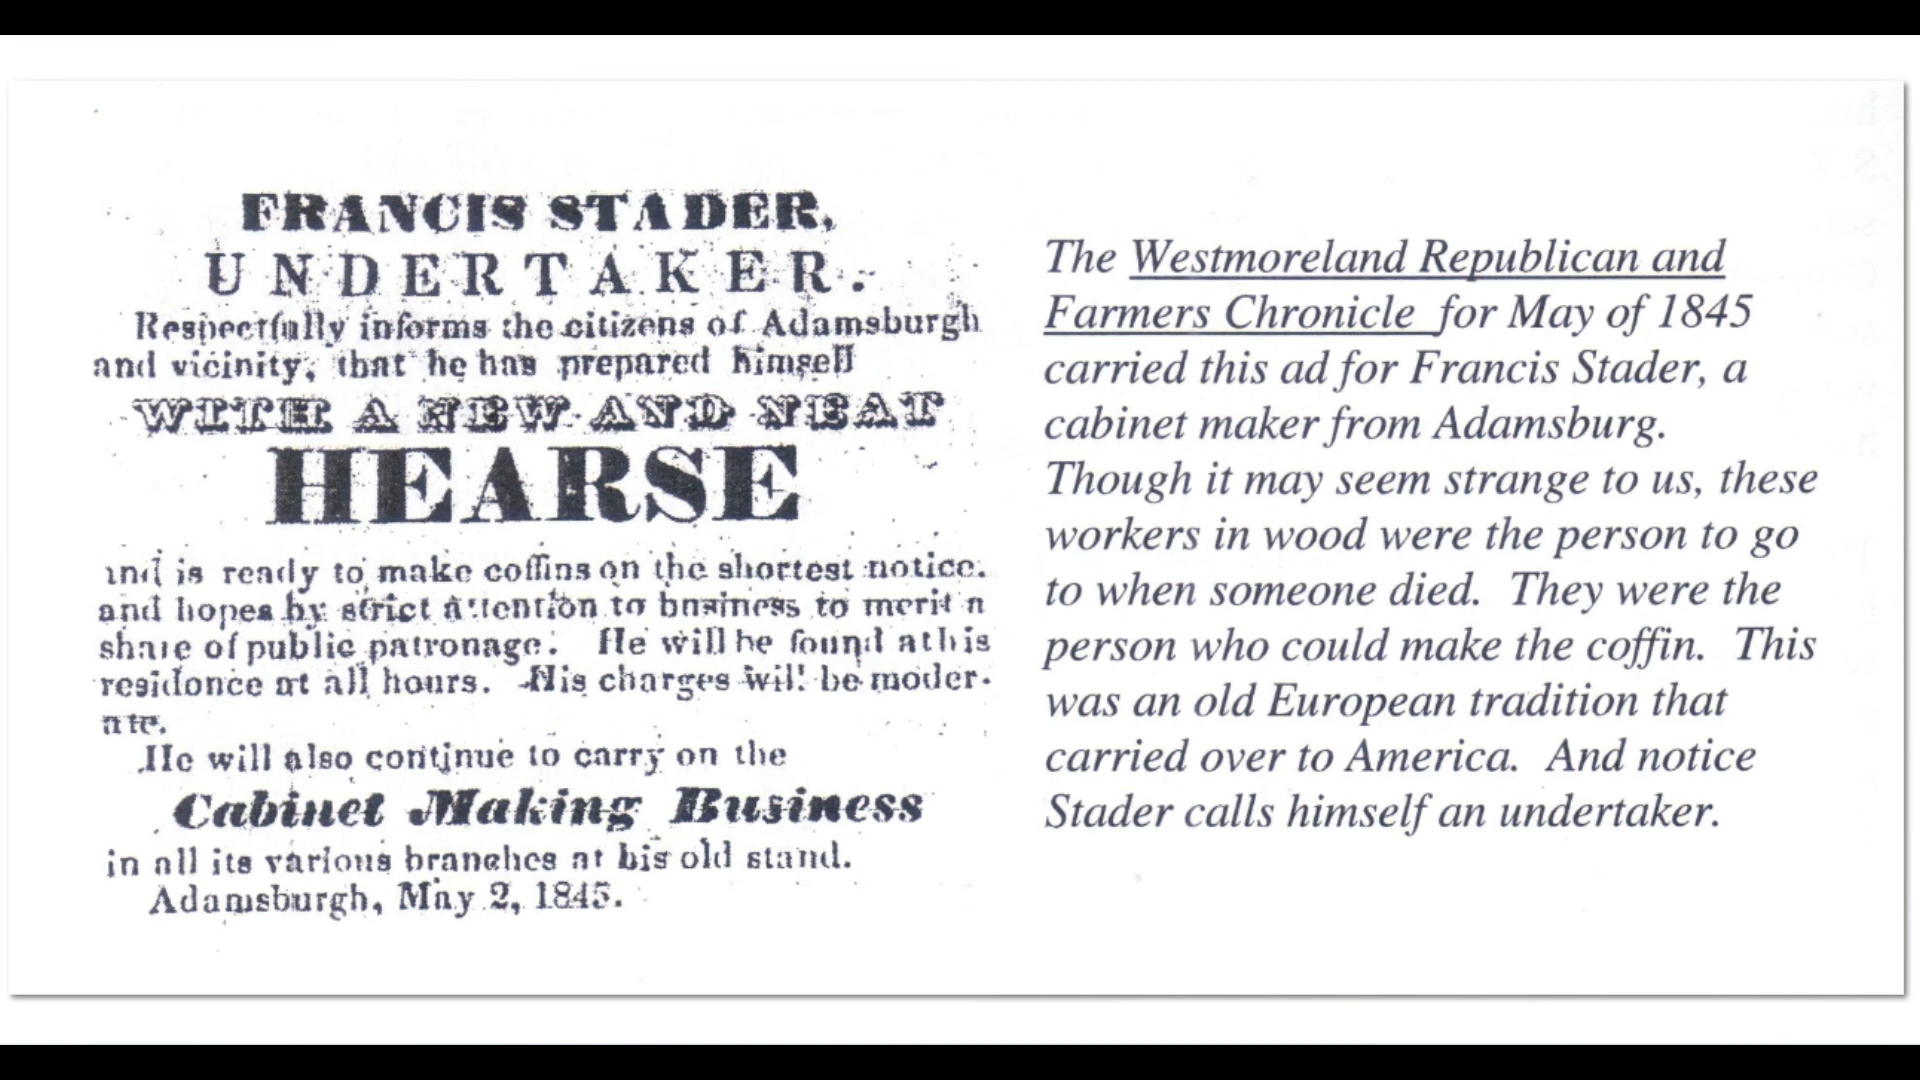 FRANCIS STADER,
UNDERTAKER.
Respectfully informs the citizens of Adamsburgh
and vicinity, that he has prepared himself
WITH A NEW AND NEAT
HEARSE
and is ready to make coffins on the shortest notice.
and hopes by strict attention to business to merit a
share of public patronage. He will be found at his
residence at all hours. His charges will be moder-
ate.
He will also continue to carry on the
Cabinet Making Business
in all its various branches at his old stand.
Adamsburgh, May 2, 1845.
The Westmoreland Republican and
Farmers Chronicle for May of 1845
carried this ad for Francis Stader, a
cabinet maker from Adamsburg.
Though it may seem strange to us, these
workers in wood were the person to go
to when someone died. They were the
person who could make the coffin. This
was an old European tradition that
carried over to America. And notice
Stader calls himself an undertaker.